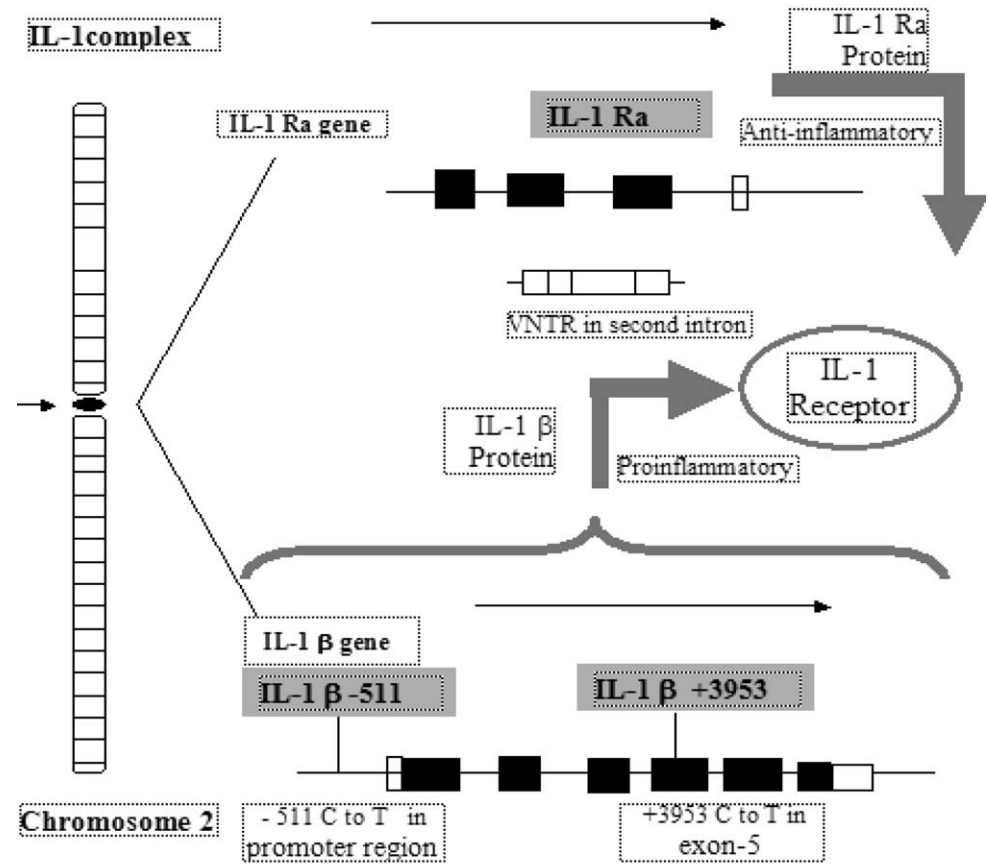 IL-1complex
IL-1 Ra
Protein
IL-1 Ra gene
IL-1 Ra
Anti-inflammatory
VNTR in second intron
IL-1
Receptor
IL-1 β
Protein
Proinflammatory
IL-1 β gene
IL-1 β -511
IL-1 β +3953
Chromosome 2
- 511 C to T in
promoter region
+3953 C to T in
exon-5